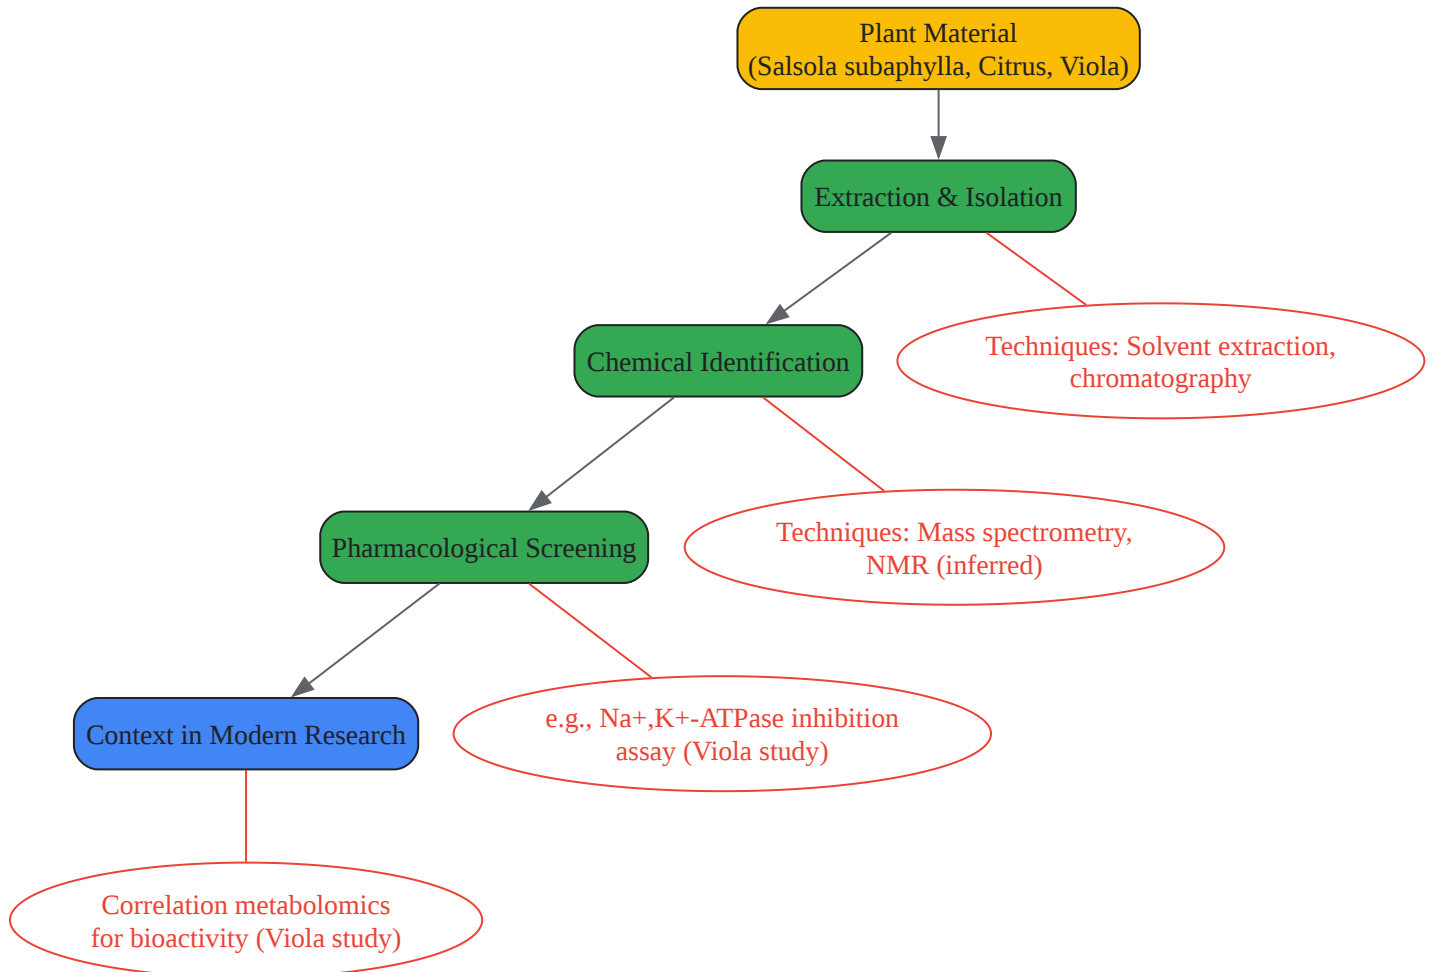 Plant Material
(Salsola subaphylla, Citrus, Viola)
Extraction & Isolation
Techniques: Solvent extraction,
chromatography
Chemical Identification
Techniques: Mass spectrometry,
NMR (inferred)
Pharmacological Screening
e.g., Na+,K+-ATPase inhibition
assay (Viola study)
Context in Modern Research
Correlation metabolomics
for bioactivity (Viola study)